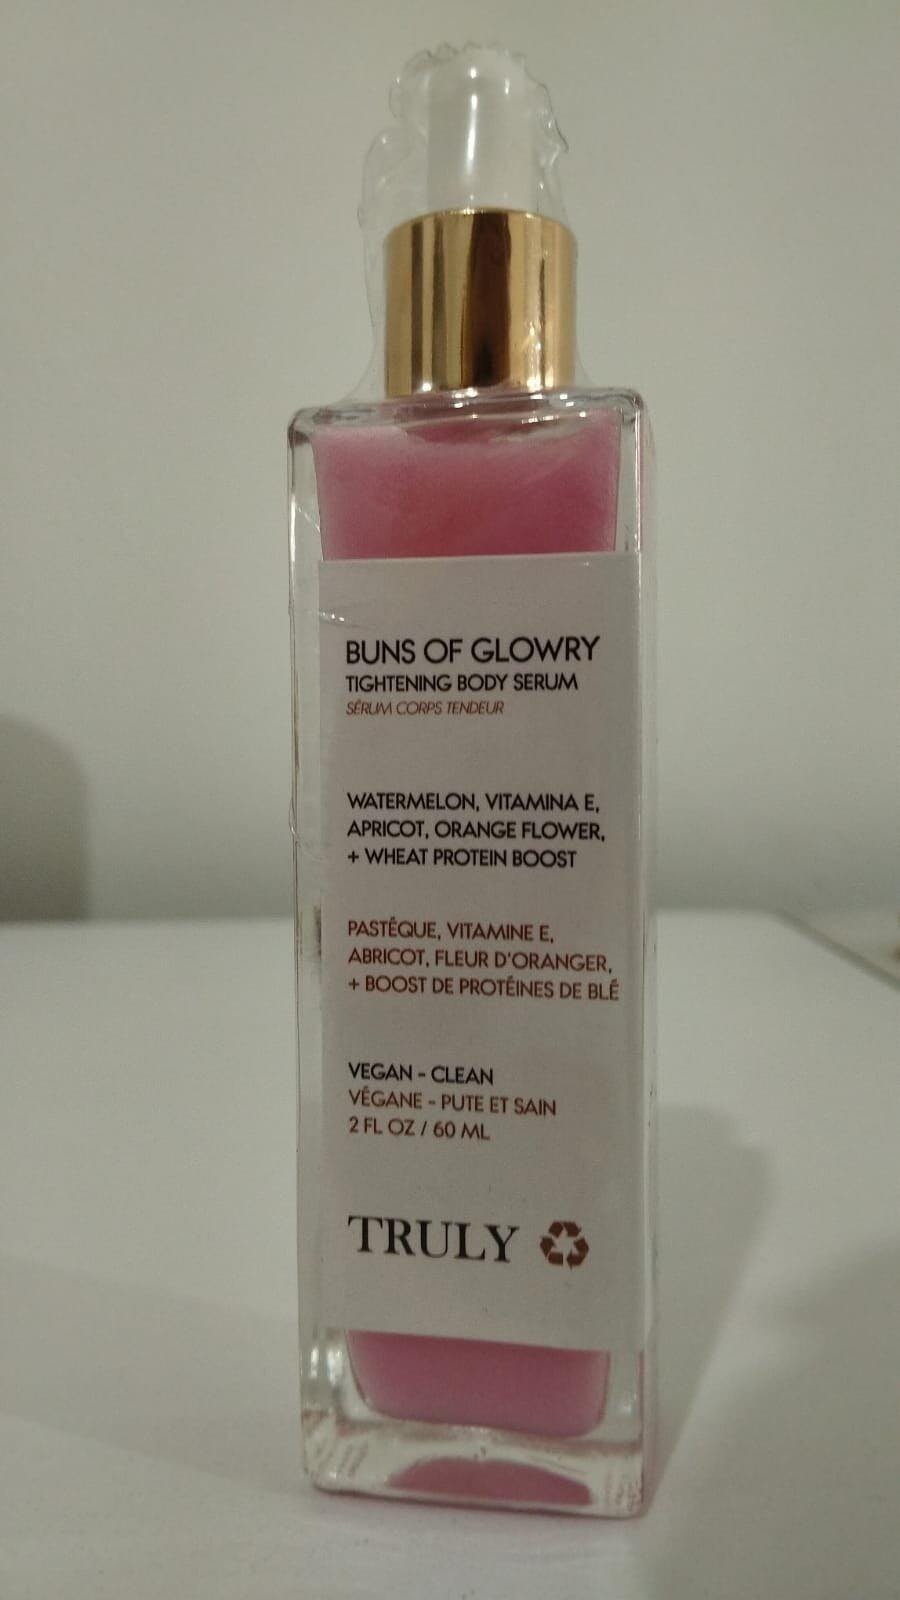 BUNS OF GLOWRY
TIGHTENING BODY SERUM
SÉRUM CORPS TENDEUR
WATERMELON, VITAMINA E,
APRICOT, ORANGE FLOWER,
+ WHEAT PROTEIN BOOST
PASTÉQUE, VITAMINE E,
ABRICOT, FLEUR D'ORANGER,
+ BOOST DE PROTÉINES DE BLÉ
VEGAN - CLEAN
VÉGANE - PUTE ET SAIN
2 FL OZ / 60 ML
TRULY